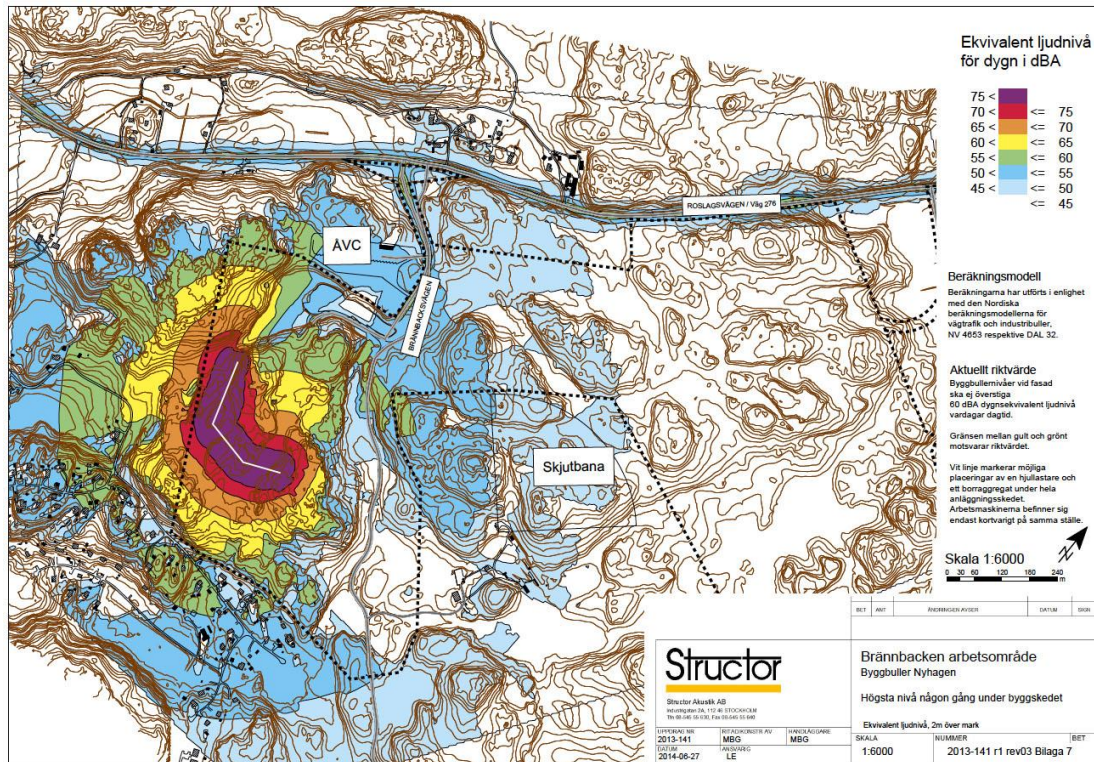 Ekvivalent ljudnivå
för dygn i dBA
75 <
70 < <= 75
65 < <= 70
60 < <= 65
55 < <= 60
50 < <= 55
45 < <= 50
<= 45
ROSLAGSVÄGEN / Väg 276
ÅVC
BRÄNNBACKSVÄGEN
Skjutbana
Beräkningsmodell
Beräkningarna har utförts i enlighet
med den Nordiska
beräkningsmodellerna för
vägtrafik och industribuller,
NV 4653 respektive DAL 32.
Aktuellt riktvärde
Byggbullernivåer vid fasad
ska ej överstiga
60 dBA dygnsekvivalent ljudnivå
vardagar dagtid.
Gränsen mellan gult och grönt
motsvarar riktvärdet.
Vit linje markerar möjliga
placeringar av en hjullastare och
ett borraggregat under hela
anläggningsskedet.
Arbetsmaskinerna befinner sig
endast kortvarigt på samma ställe.
Skala 1:6000
0 30 60 120 180 240
m
BET ANT ÄNDRINGEN AVSER DATUM SIGN
Structor
Structor Akustik AB
Brännbacken arbetsområde
Byggbuller Nyhagen
Högsta nivå någon gång under byggskedet
Ekvivalent ljudnivå, 2m över mark
UPPDRAG NR RITAD/KONSTR AV HANDLÄGGARE
2013-141 MBG MBG
DATUM ANSVARIG
2014-06-27 LE
SKALA NUMMER BET
1:6000 2013-141 r1 rev03 Bilaga 7